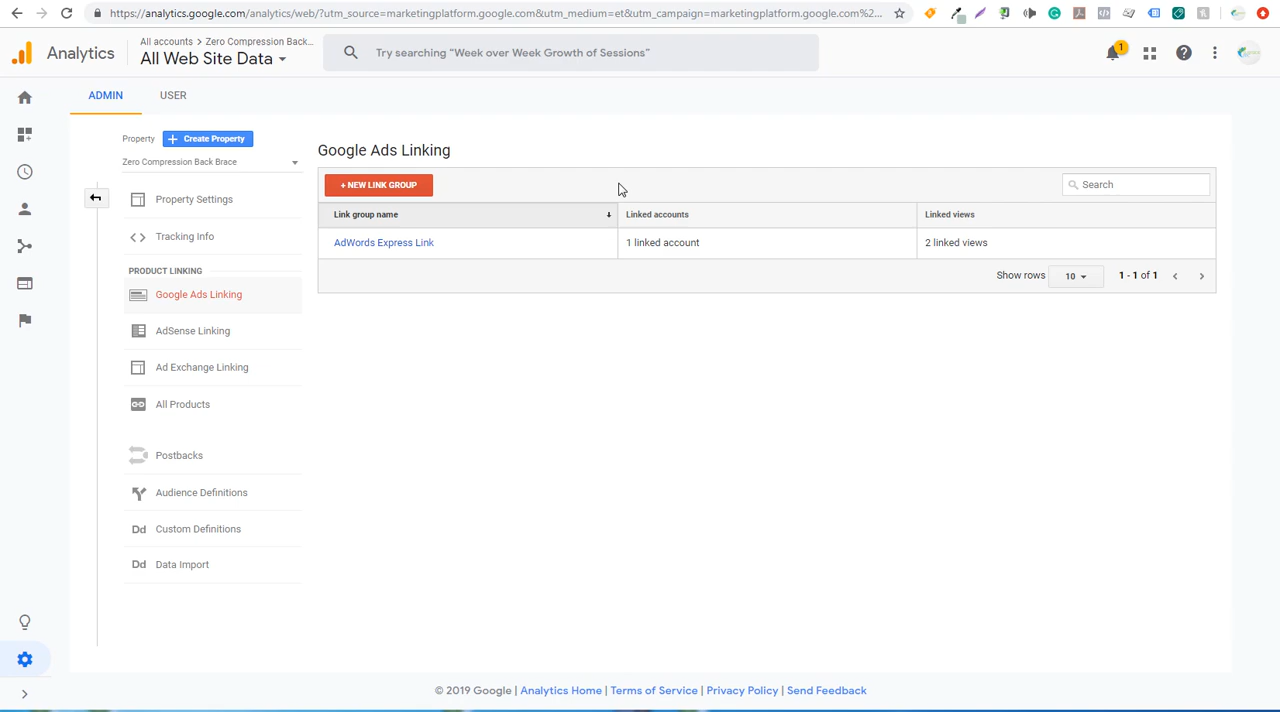 https://analytics.google.com/analytics/web/?utm_source=marketingplatform.google.com&utm_medium=et&utm_campaign=marketingplatform.google.com%2...
Analytics
All accounts > Zero Compression Back...
All Web Site Data
Try searching “Week over Week Growth of Sessions”
1
ADMIN
USER
Property
+ Create Property
Zero Compression Back Brace
Property Settings
Tracking Info
PRODUCT LINKING
Google Ads Linking
AdSense Linking
Ad Exchange Linking
All Products
Postbacks
Audience Definitions
Dd Custom Definitions
Dd Data Import
Google Ads Linking
+ NEW LINK GROUP
Search
Link group name
Linked accounts
Linked views
AdWords Express Link
1 linked account
2 linked views
Show rows
10
1 - 1 of 1
© 2019 Google | Analytics Home | Terms of Service | Privacy Policy | Send Feedback